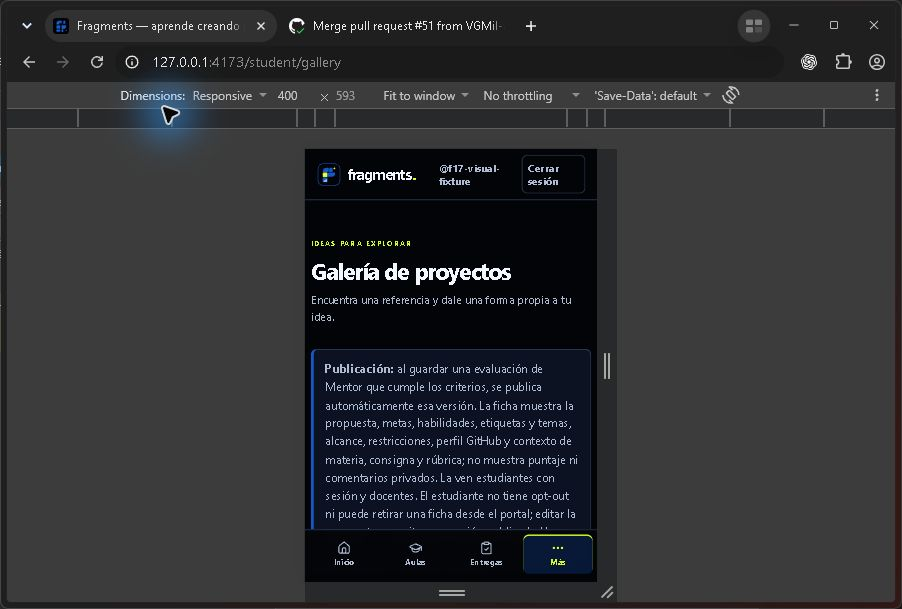 Fragments — aprende creando
Merge pull request #51 from VGMil-
127.0.0.1:4173/student/gallery
Dimensions: Responsive 400 × 593 Fit to window No throttling 'Save-Data': default
fragments.
@f17-visual-
fixture
Cerrar
sesión
IDEAS PARA EXPLORAR
Galería de proyectos
Encuentra una referencia y dale una forma propia a tu
idea.
Publicación: al guardar una evaluación de
Mentor que cumple los criterios, se publica
automáticamente esa versión. La ficha muestra la
propuesta, metas, habilidades, etiquetas y temas,
alcance, restricciones, perfil GitHub y contexto de
materia, consigna y rúbrica; no muestra puntaje ni
comentarios privados. La ven estudiantes con
sesión y docentes. El estudiante no tiene opt-out
ni puede retirar una ficha desde el portal; editar la
Inicio Aulas Entregas Más